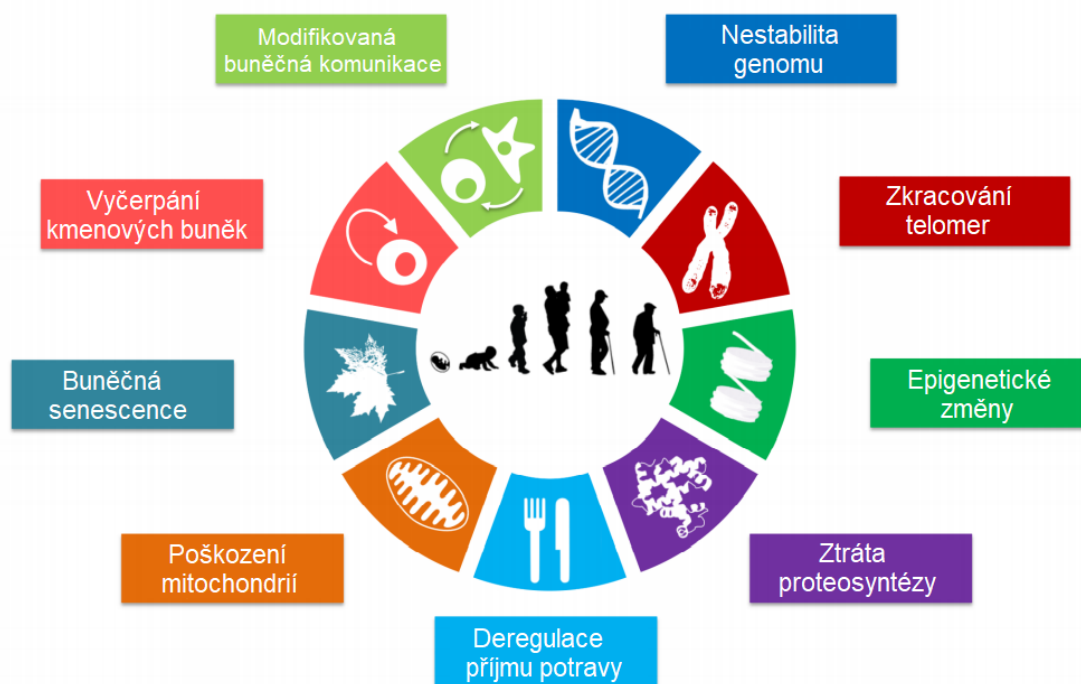 Modifikovaná
buněčná komunikace
Nestabilita
genomu
Vyčerpání
kmenových buněk
Zkracování
telomer
Buněčná
senescence
Epigenetické
změny
Poškození
mitochondrií
Ztráta
proteosyntézy
Deregulace
příjmu potravy